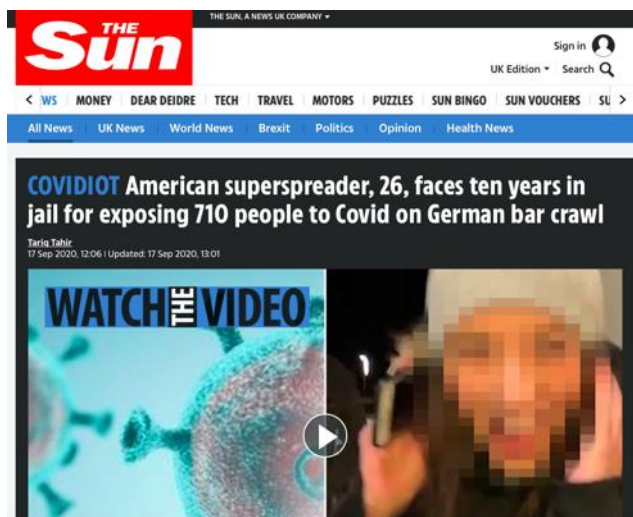 THE SUN, A NEWS UK COMPANY
THE
Sun
Sign in
UK Edition Search
WS MONEY DEAR DEIDRE TECH TRAVEL MOTORS PUZZLES SUN BINGO SUN VOUCHERS SU
All News UK News World News Brexit Politics Opinion Health News
COVIDIOT American superspreader, 26, faces ten years in
jail for exposing 710 people to Covid on German bar crawl
Tariq Tahir
17 Sep 2020, 12:06 | Updated: 17 Sep 2020, 13:01
WATCH THE VIDEO